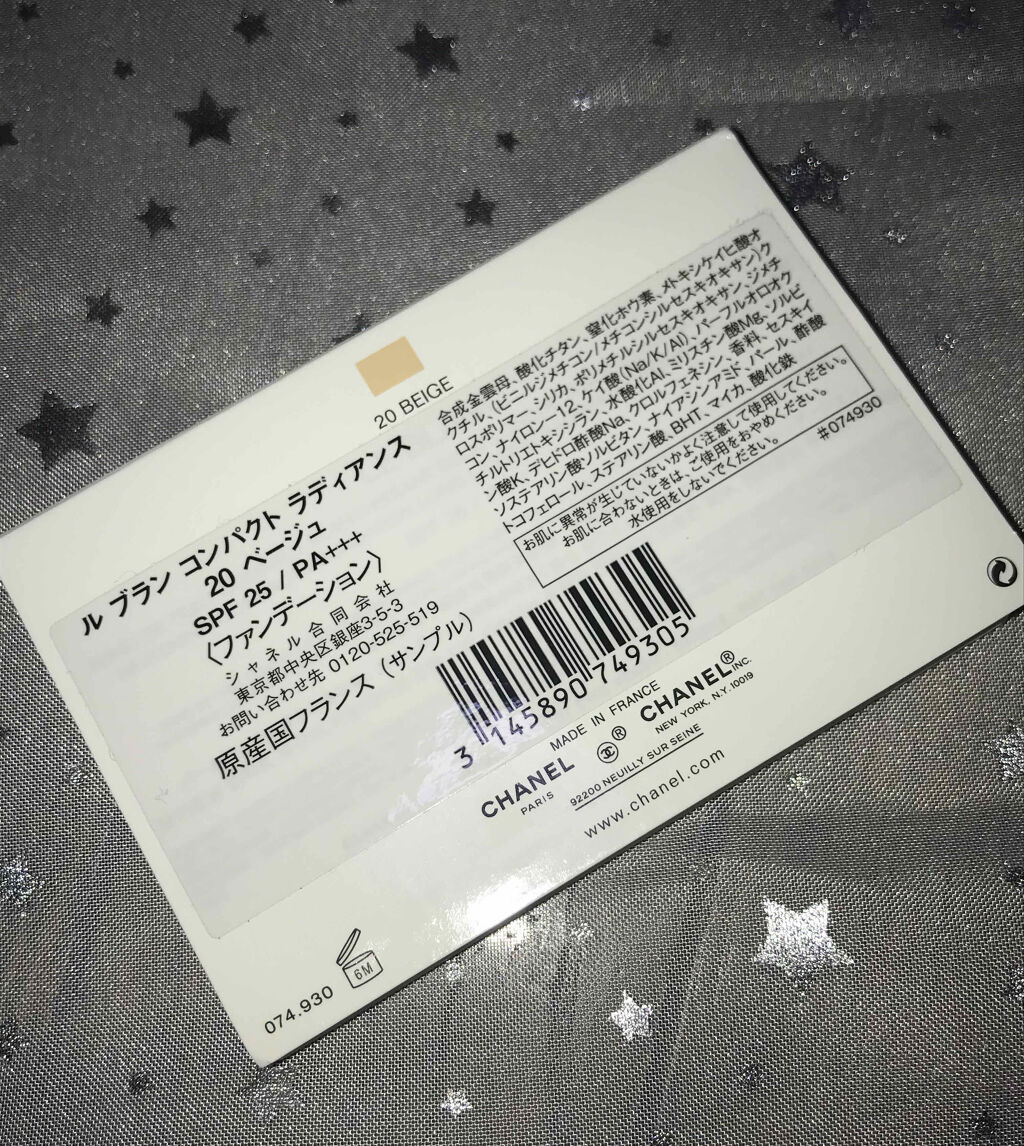 20 BEIGE
ル ブラン コンパクト ラディアンス
20 ベージュ
SPF 25 / PA+++
〈ファンデーション〉
シャネル合同会社
東京都中央区銀座3-5-3
お問い合わせ先 0120-525-519
原産国フランス（サンプル）
合成金雲母、酸化チタン、窒化ホウ素、メトキシケイヒ酸オ
クチル、(ビニルジメチコン/メチコンシルセスキオキサン)ク
ロスポリマー、シリカ、ポリメチルシルセスキオキサン、ジメチ
コン、ナイロン-12、ケイ酸(Na/K/Al)、パーフルオロオク
チルトリエトキシシラン、水酸化Al、ミリスチン酸Mg、ソルビ
ン酸K、デヒドロ酢酸Na、クロルフェネシン、香料、セスキイ
ソステアリン酸ソルビタン、ナイアシンアミド、パール、酢酸
トコフェロール、ステアリン酸、BHT、マイカ、酸化鉄
#074930
お肌に異常が生じていないかよく注意して使用してください。
お肌に合わないときは、ご使用をおやめください。
水使用をしないでください。
3 145890 749305
MADE IN FRANCE
CHANEL ® CHANEL® INC.
PARIS NEW YORK, N.Y. 10019
92200 NEUILLY SUR SEINE
www.chanel.com
074.930
6M